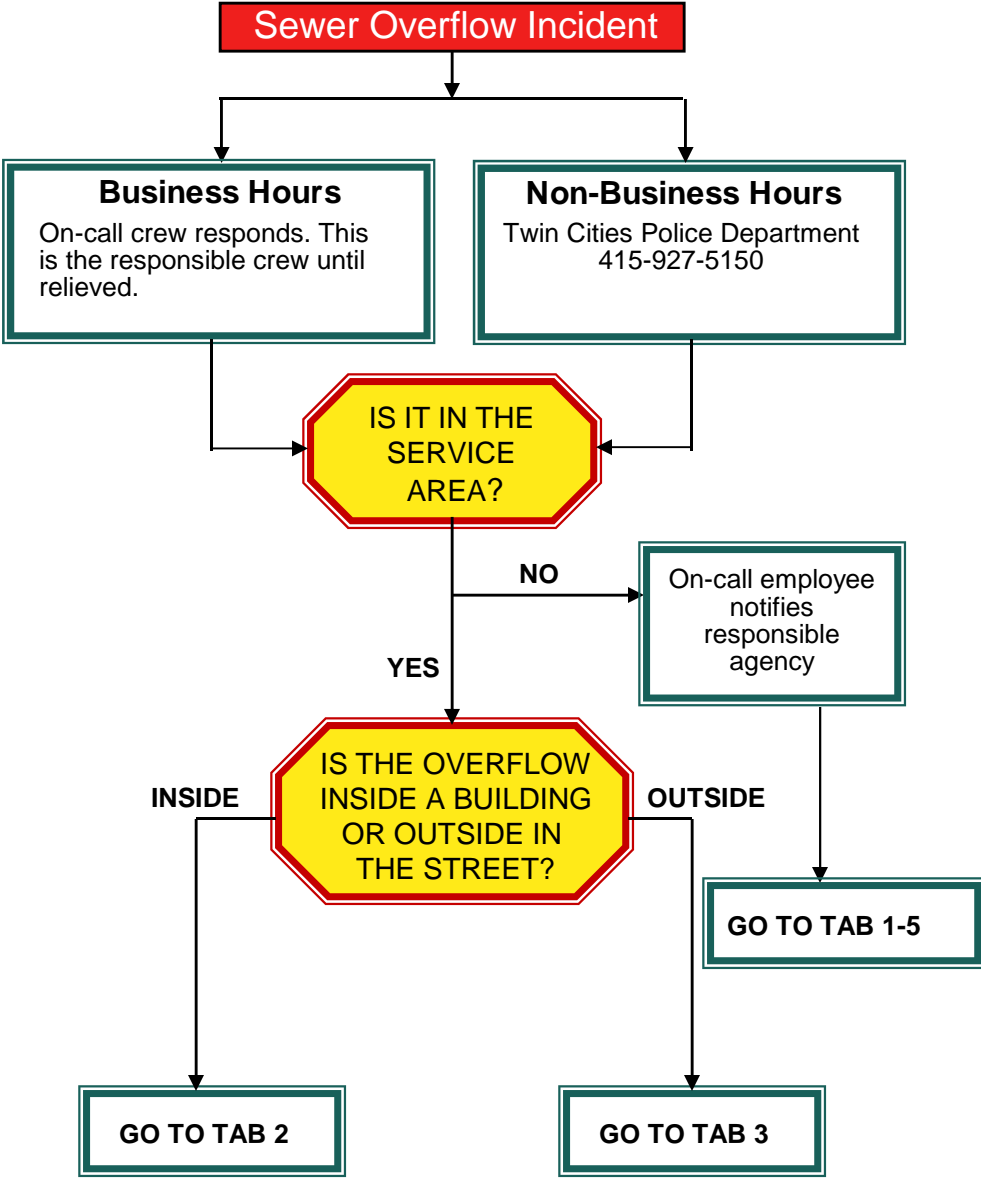 Sewer Overflow Incident
Business Hours
On-call crew responds. This
is the responsible crew until
relieved.
Non-Business Hours
Twin Cities Police Department
415-927-5150
IS IT IN THE
SERVICE
AREA?
NO
On-call employee
notifies
responsible
agency
YES
IS THE OVERFLOW
INSIDE A BUILDING
OR OUTSIDE IN
THE STREET?
INSIDE
OUTSIDE
GO TO TAB 1-5
GO TO TAB 2
GO TO TAB 3